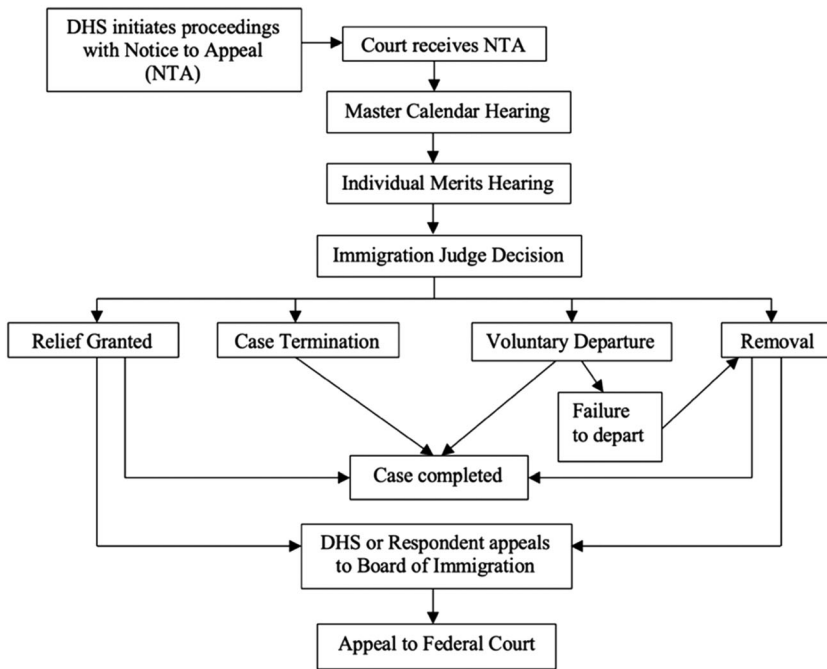 DHS initiates proceedings
with Notice to Appeal
(NTA)
Court receives NTA
Master Calendar Hearing
Individual Merits Hearing
Immigration Judge Decision
Relief Granted
Case Termination
Voluntary Departure
Removal
Failure
to depart
Case completed
DHS or Respondent appeals
to Board of Immigration
Appeal to Federal Court